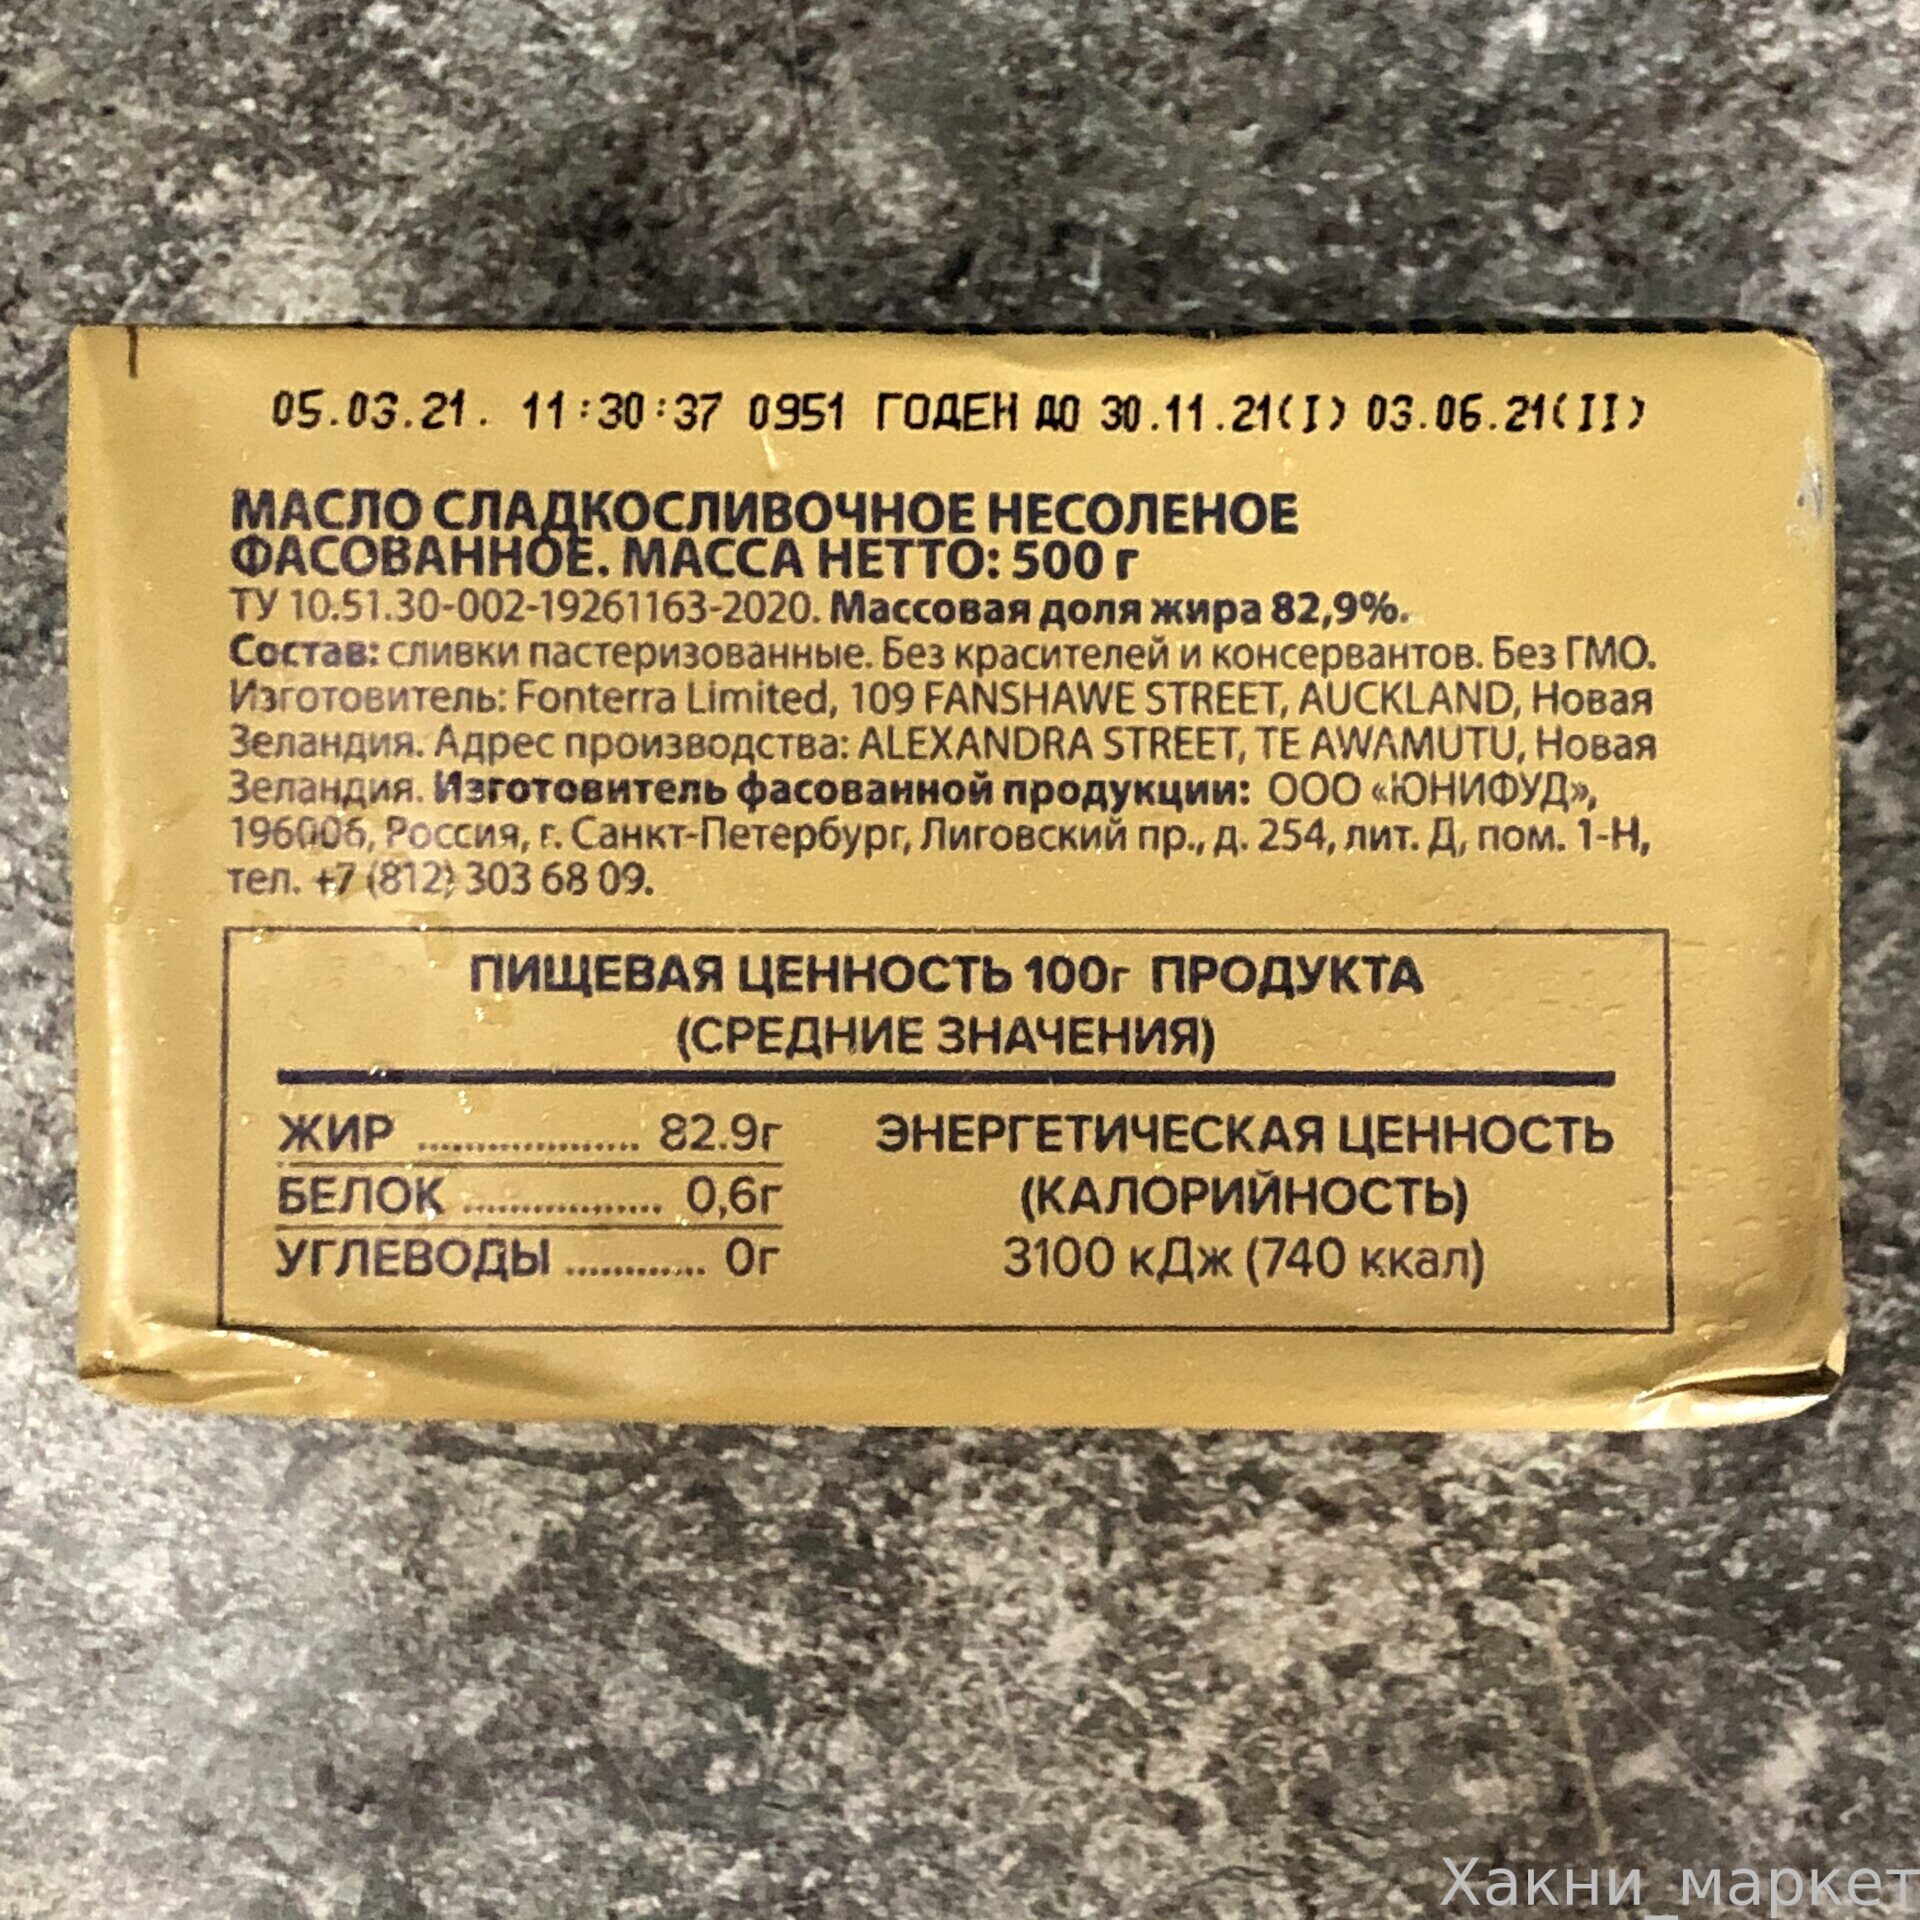 05.03.21. 11:30:37 0951 ГОДЕН ДО 30.11.21(I) 03.06.21(II)
МАСЛО СЛАДКОСЛИВОЧНОЕ НЕСОЛЕНОЕ
ФАСОВАННОЕ. МАССА НЕТТО: 500 г
ТУ 10.51.30-002-19261163-2020. Массовая доля жира 82,9%.
Состав: сливки пастеризованные. Без красителей и консервантов. Без ГМО.
Изготовитель: Fonterra Limited, 109 FANSHAWE STREET, AUCKLAND, Новая
Зеландия. Адрес производства: ALEXANDRA STREET, TE AWAMUTU, Новая
Зеландия. Изготовитель фасованной продукции: ООО «ЮНИФУД»,
196006, Россия, г. Санкт-Петербург, Лиговский пр., д. 254, лит. Д, пом. 1-Н,
тел. +7 (812) 303 68 09.
ПИЩЕВАЯ ЦЕННОСТЬ 100г ПРОДУКТА
(СРЕДНИЕ ЗНАЧЕНИЯ)
ЖИР ................... 82.9г
БЕЛОК ................. 0,6г
УГЛЕВОДЫ ............ 0г
ЭНЕРГЕТИЧЕСКАЯ ЦЕННОСТЬ
(КАЛОРИЙНОСТЬ)
3100 кДж (740 ккал)
Хакни_маркет